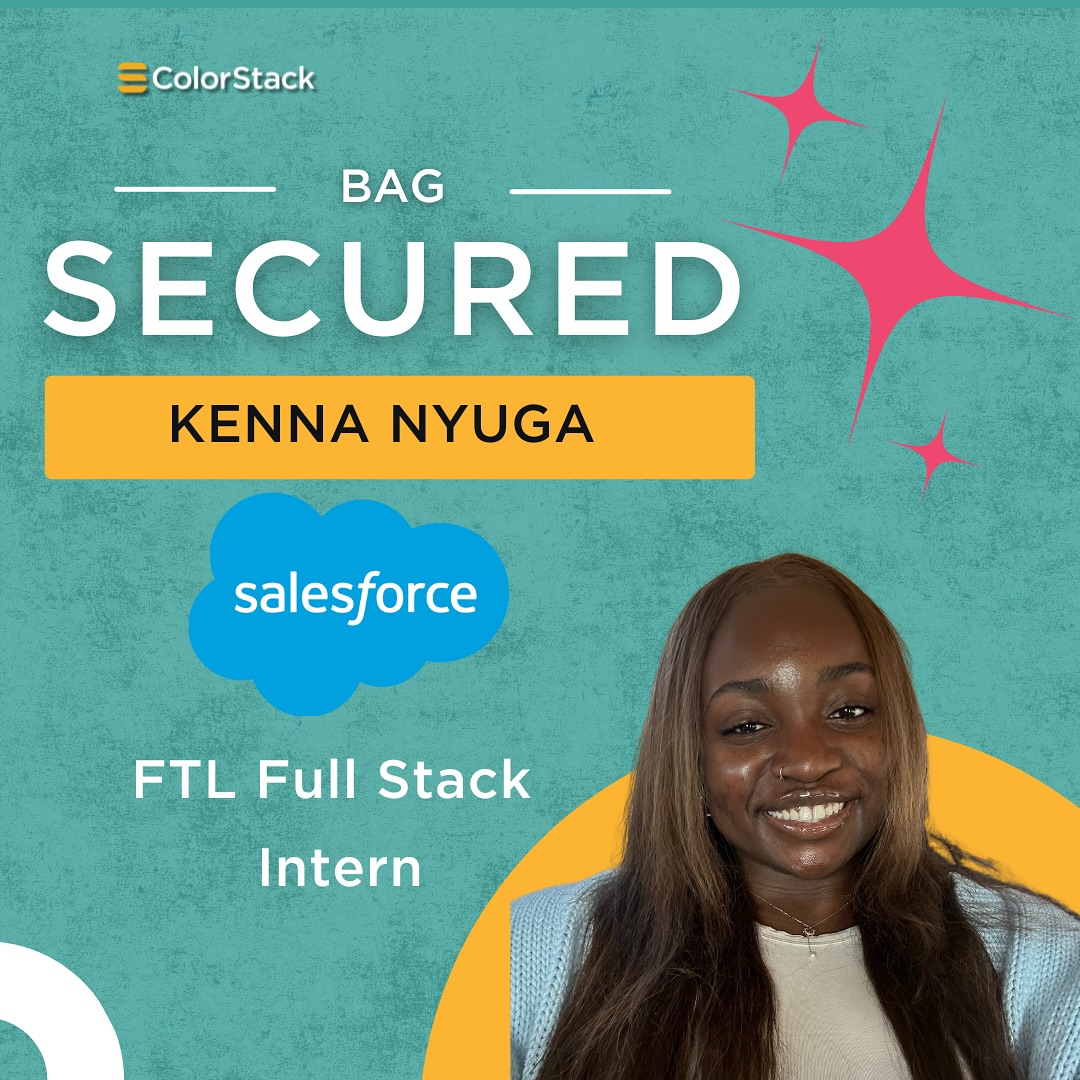 ColorStack
BAG
SECURED
KENNA NYUGA
salesforce
FTL Full Stack
Intern